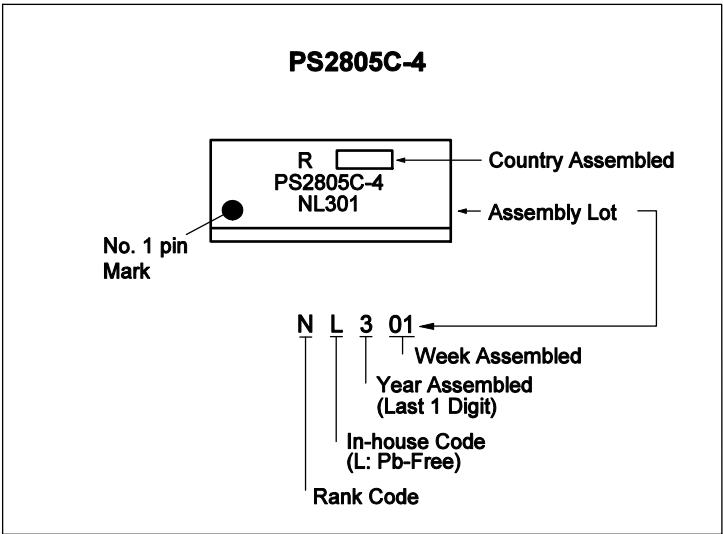 PS2805C-4
R
Country Assembled
PS2805C-4
NL301
Assembly Lot
No. 1 pin
Mark
N L 3 01
Week Assembled
Year Assembled
(Last 1 Digit)
In-house Code
(L: Pb-Free)
Rank Code